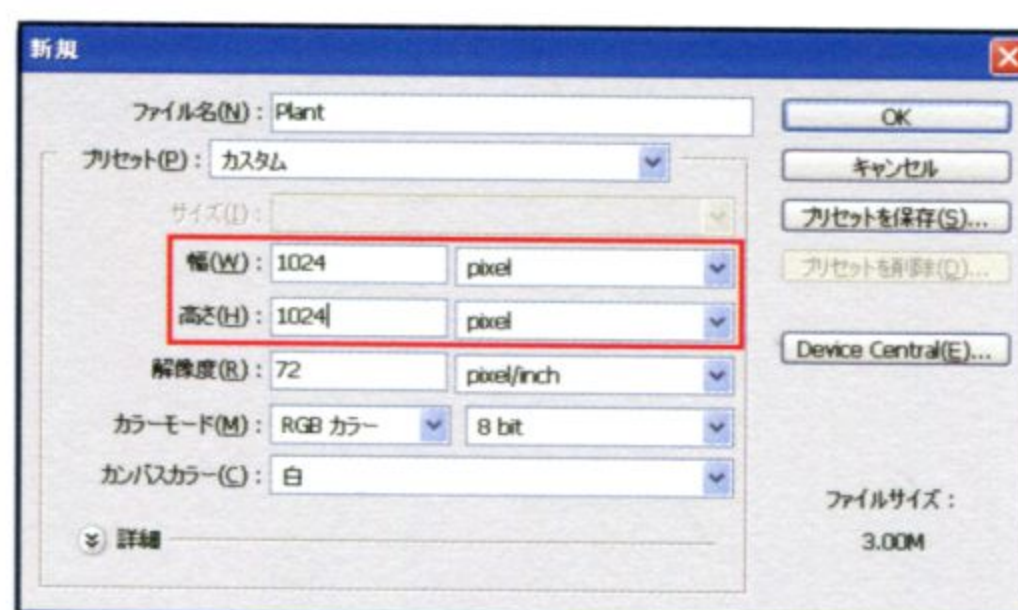 新規
ファイル名(N): Plant
OK
プリセット(P): カスタム
キャンセル
サイズ(I):
プリセットを保存(S)...
幅(W): 1024 pixel
プリセットを削除(D)...
高さ(H): 1024 pixel
Device Central(E)...
解像度(R): 72 pixel/inch
カラーモード(M): RGB カラー 8 bit
カンバスカラー(C): 白
ファイルサイズ:
詳細
3.00M